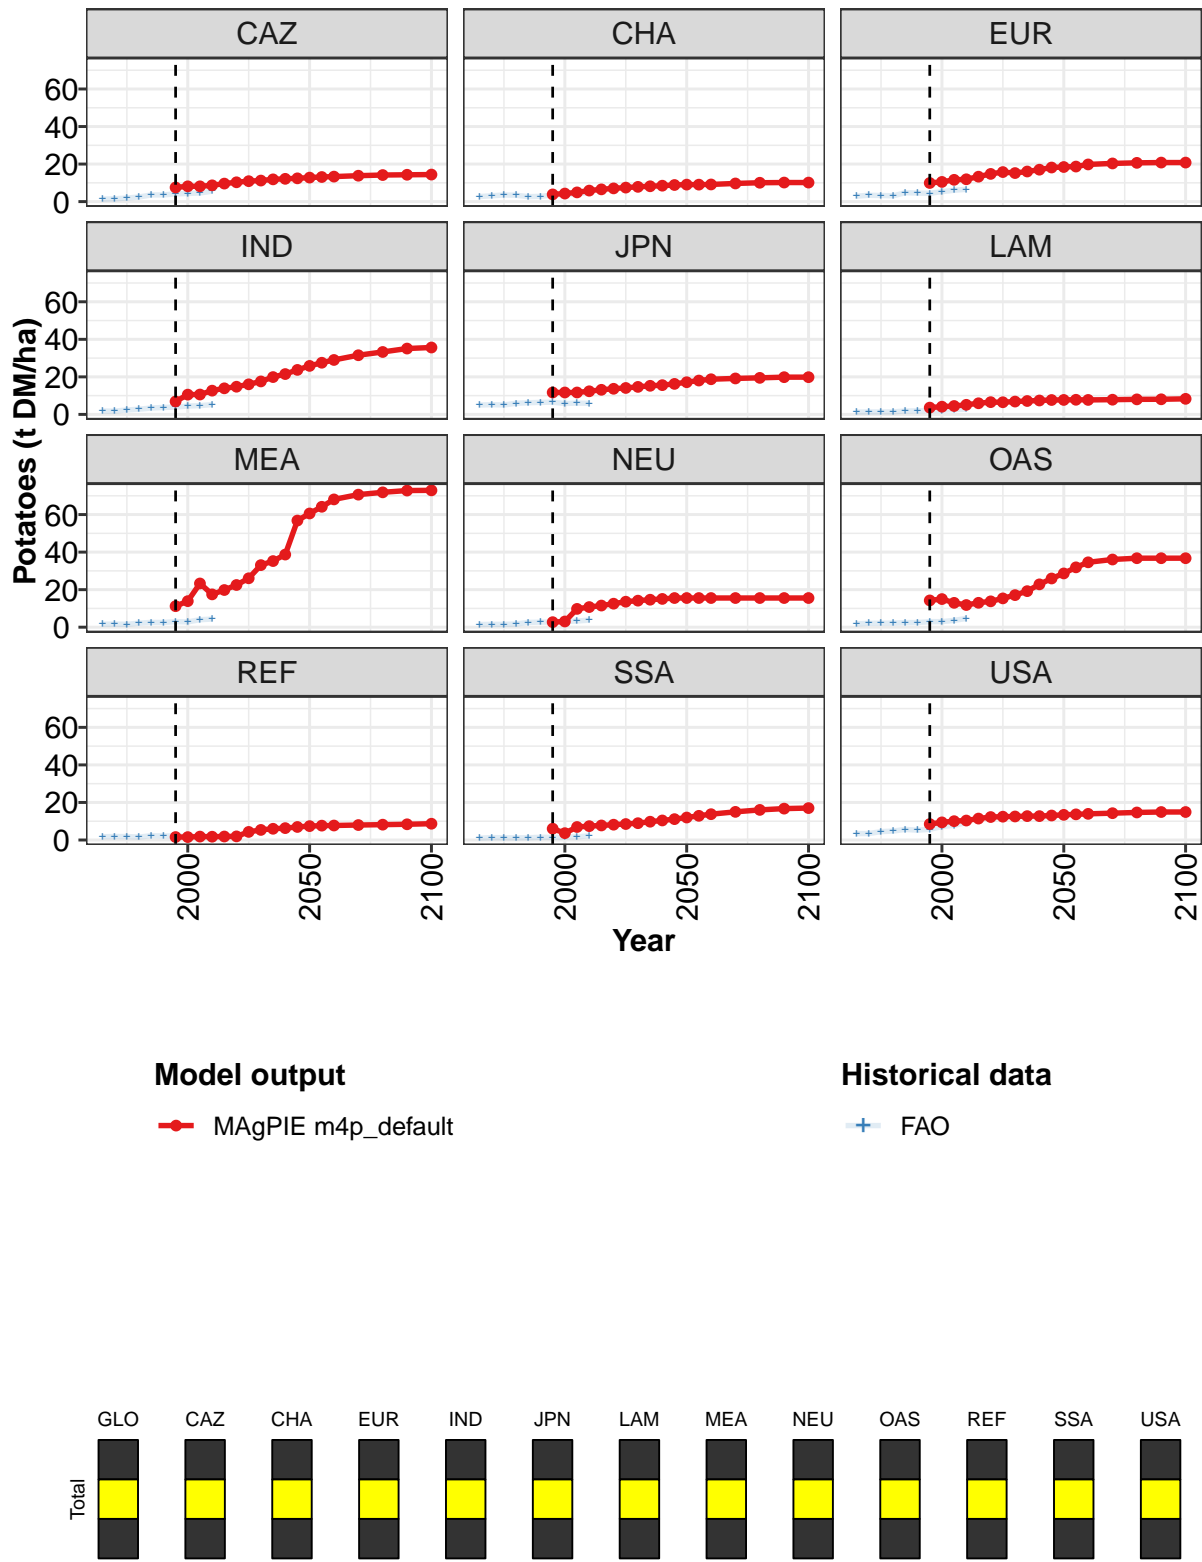 CAZ CHA EUR
60
40
20
0
IND JPN LAM
60
40
20
0
MEA NEU OAS
60
40
20
0
REF SSA USA
60
40
20
0
Potatoes (t DM/ha)
2000 2050 2100 2000 2050 2100 2000 2050 2100
Year
Model output Historical data
MAgPIE m4p_default FAO
GLO CAZ CHA EUR IND JPN LAM MEA NEU OAS REF SSA USA
Total